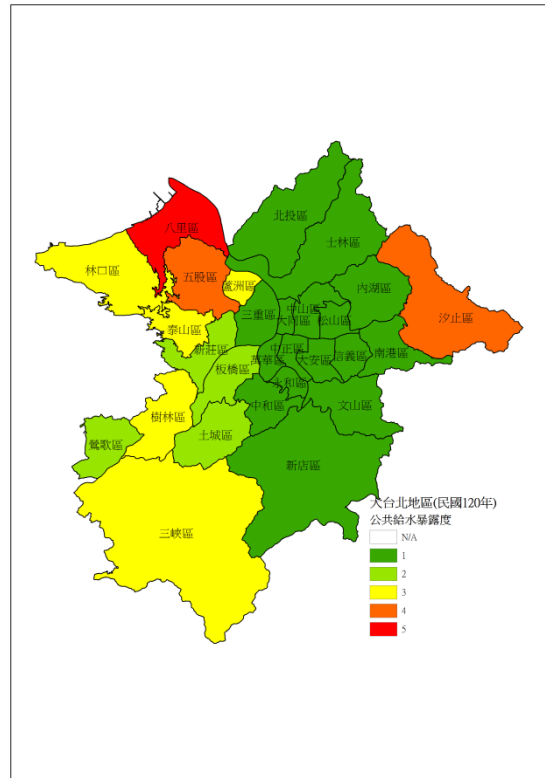 北投區
士林區
八里區
林口區
五股區
蘆洲區
內湖區
汐止區
三重區
中山區
大同區
松山區
泰山區
新莊區
板橋區
萬華區
中正區
大安區
信義區
南港區
永和區
中和區
文山區
樹林區
土城區
鶯歌區
新店區
三峽區
大台北地區(民國120年)
公共給水暴露度
N/A
1
2
3
4
5